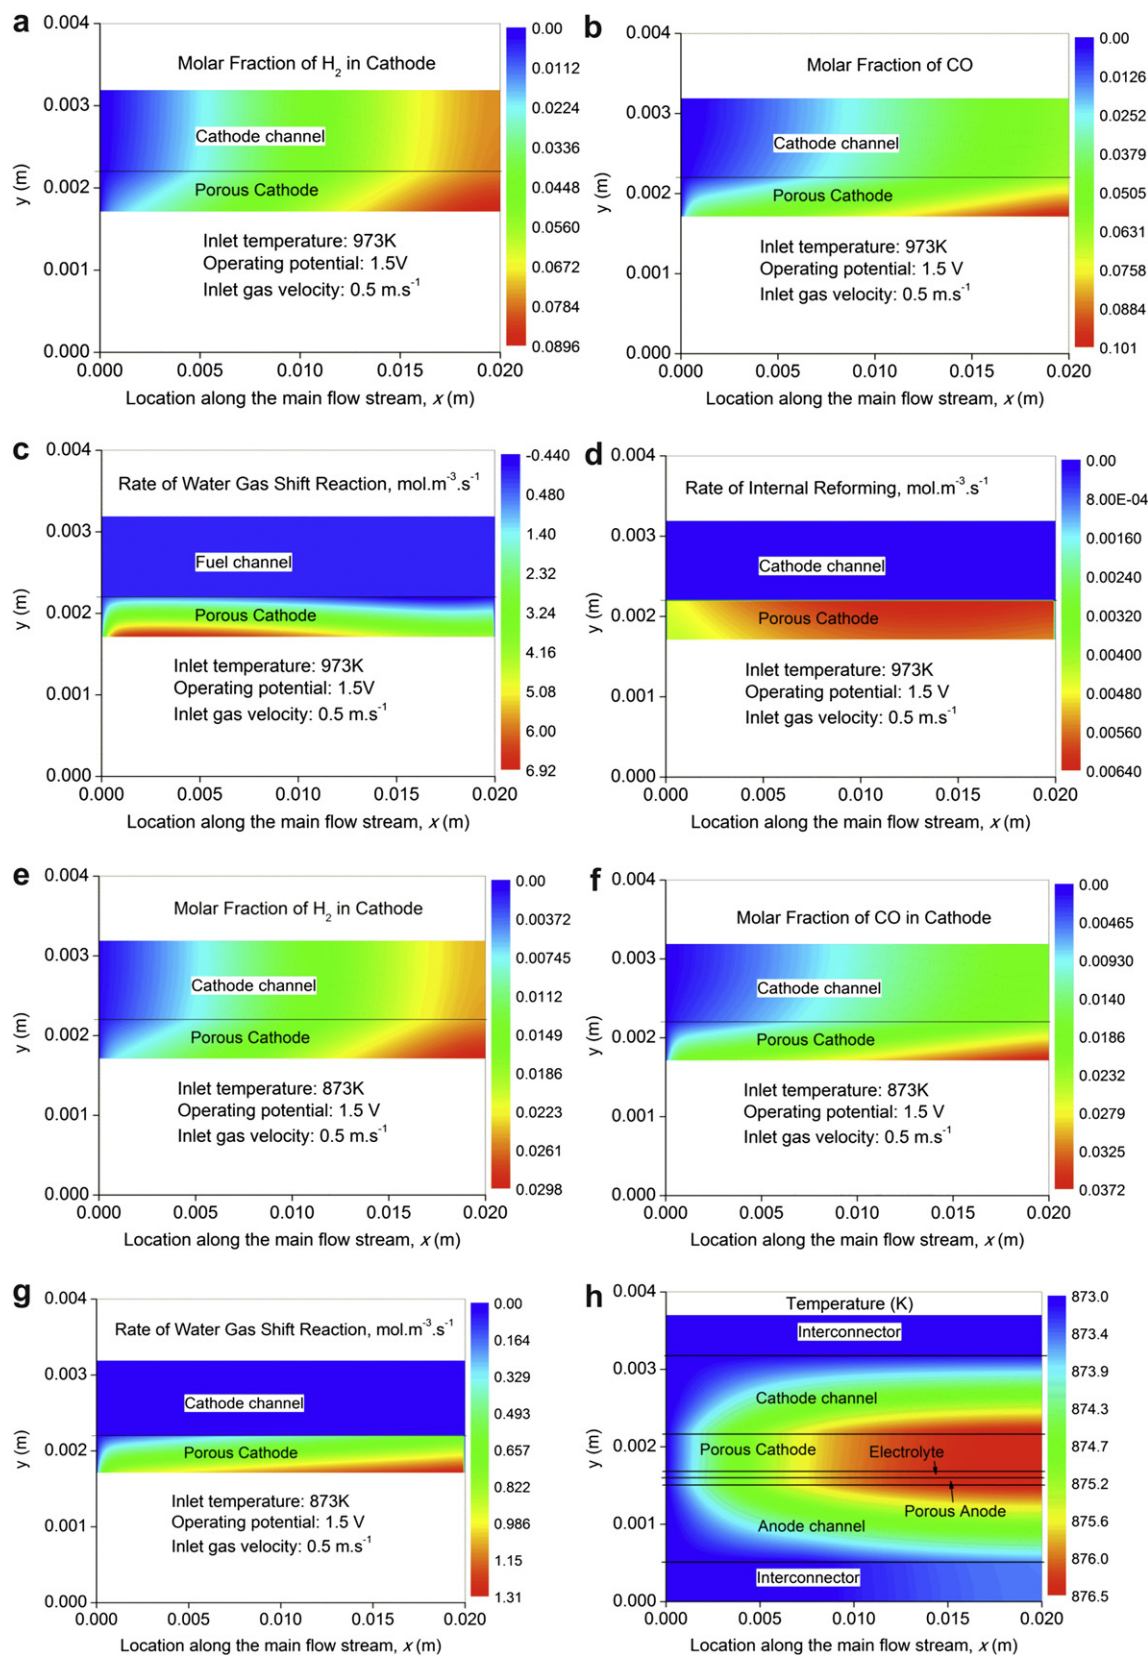 a
0.004
0.003
0.002
0.001
0.000
y (m)
Molar Fraction of H2 in Cathode
Cathode channel
Porous Cathode
Inlet temperature: 973K
Operating potential: 1.5V
Inlet gas velocity: 0.5 m.s-1
0.000 0.005 0.010 0.015 0.020
Location along the main flow stream, x (m)
0.00
0.0112
0.0224
0.0336
0.0448
0.0560
0.0672
0.0784
0.0896
b
0.004
0.003
0.002
0.001
0.000
y (m)
Molar Fraction of CO
Cathode channel
Porous Cathode
Inlet temperature: 973K
Operating potential: 1.5 V
Inlet gas velocity: 0.5 m.s-1
0.000 0.005 0.010 0.015 0.020
Location along the main flow stream, x (m)
0.00
0.0126
0.0252
0.0379
0.0505
0.0631
0.0758
0.0884
0.101
c
0.004
0.003
0.002
0.001
0.000
y (m)
Rate of Water Gas Shift Reaction, mol.m-3.s-1
Fuel channel
Porous Cathode
Inlet temperature: 973K
Operating potential: 1.5V
Inlet gas velocity: 0.5 m.s-1
0.000 0.005 0.010 0.015 0.020
Location along the main flow stream, x (m)
-0.440
0.480
1.40
2.32
3.24
4.16
5.08
6.00
6.92
d
0.004
0.003
0.002
0.001
0.000
y (m)
Rate of Internal Reforming, mol.m-3.s-1
Cathode channel
Porous Cathode
Inlet temperature: 973K
Operating potential: 1.5 V
Inlet gas velocity: 0.5 m.s-1
0.000 0.005 0.010 0.015 0.020
Location along the main flow stream, x (m)
0.00
8.00E-04
0.00160
0.00240
0.00320
0.00400
0.00480
0.00560
0.00640
e
0.004
0.003
0.002
0.001
0.000
y (m)
Molar Fraction of H2 in Cathode
Cathode channel
Porous Cathode
Inlet temperature: 873K
Operating potential: 1.5 V
Inlet gas velocity: 0.5 m.s-1
0.000 0.005 0.010 0.015 0.020
Location along the main flow stream, x (m)
0.00
0.00372
0.00745
0.0112
0.0149
0.0186
0.0223
0.0261
0.0298
f
0.004
0.003
0.002
0.001
0.000
y (m)
Molar Fraction of CO in Cathode
Cathode channel
Porous Cathode
Inlet temperature: 873K
Operating potential: 1.5 V
Inlet gas velocity: 0.5 m.s-1
0.000 0.005 0.010 0.015 0.020
Location along the main flow stream, x (m)
0.00
0.00465
0.00930
0.0140
0.0186
0.0232
0.0279
0.0325
0.0372
g
0.004
0.003
0.002
0.001
0.000
y (m)
Rate of Water Gas Shift Reaction, mol.m-3.s-1
Cathode channel
Porous Cathode
Inlet temperature: 873K
Operating potential: 1.5 V
Inlet gas velocity: 0.5 m.s-1
0.000 0.005 0.010 0.015 0.020
Location along the main flow stream, x (m)
0.00
0.164
0.329
0.493
0.657
0.822
0.986
1.15
1.31
h
0.004
0.003
0.002
0.001
0.000
y (m)
Temperature (K)
Interconnector
Cathode channel
Porous Cathode
Electrolyte
Porous Anode
Anode channel
Interconnector
0.000 0.005 0.010 0.015 0.020
Location along the main flow stream, x (m)
873.0
873.4
873.9
874.3
874.7
875.2
875.6
876.0
876.5